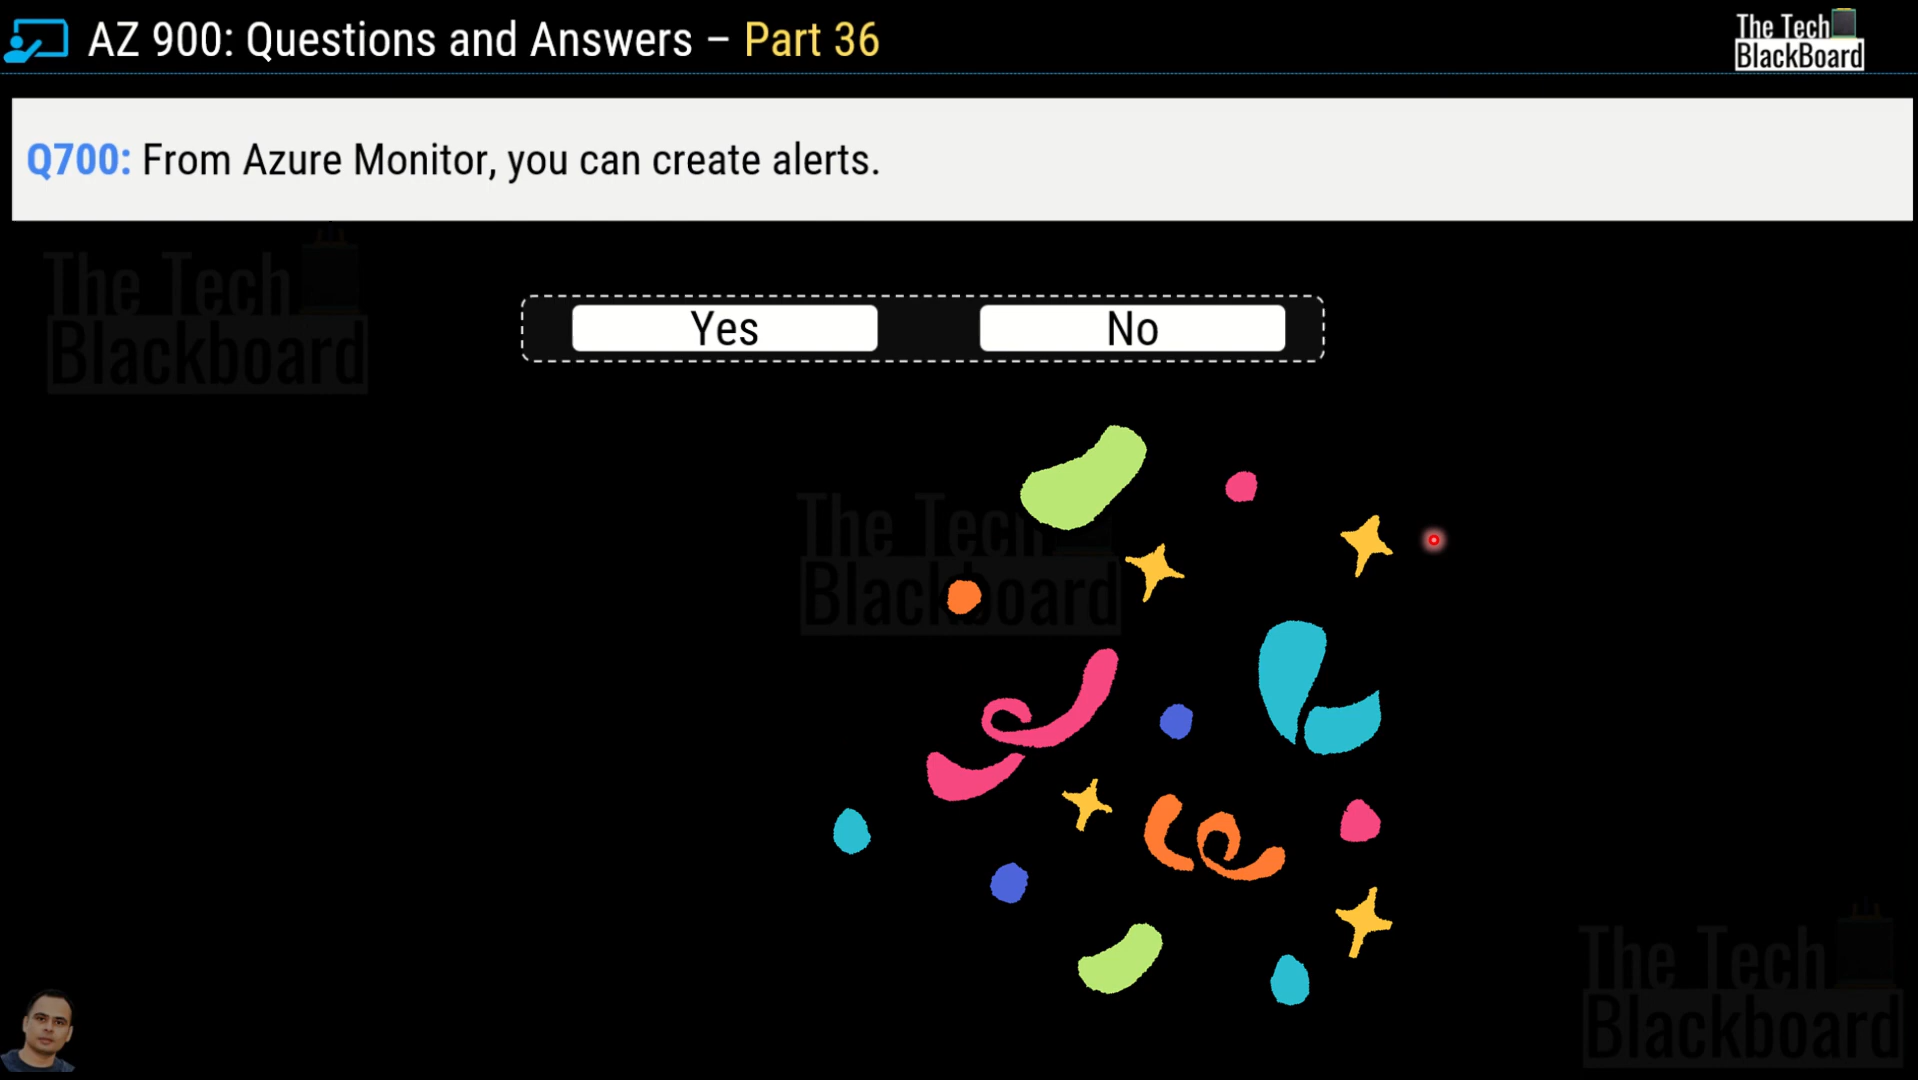 AZ 900: Questions and Answers – Part 36
The Tech
BlackBoard
Q700: From Azure Monitor, you can create alerts.
The Tech
Blackboard
Yes
No
The Tech
Blackboard
The Tech
Blackboard